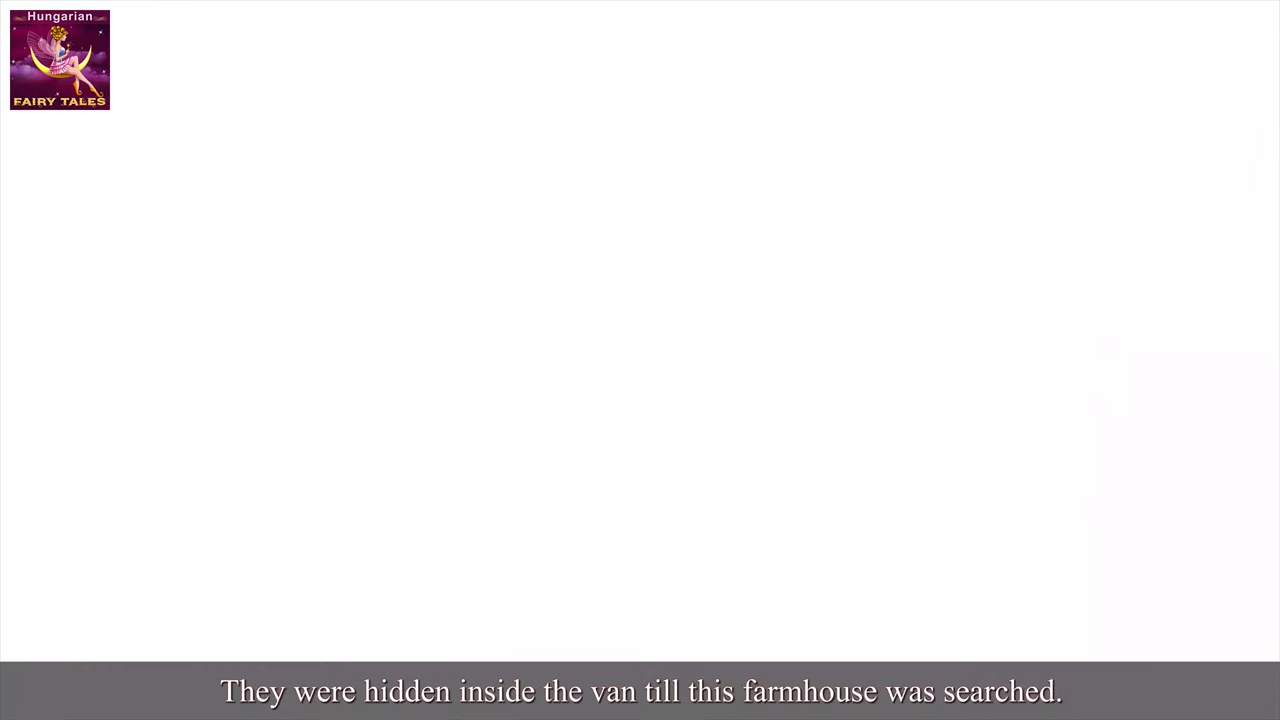 Hungarian
FAIRY TALES
They were hidden inside the van till this farmhouse was searched.